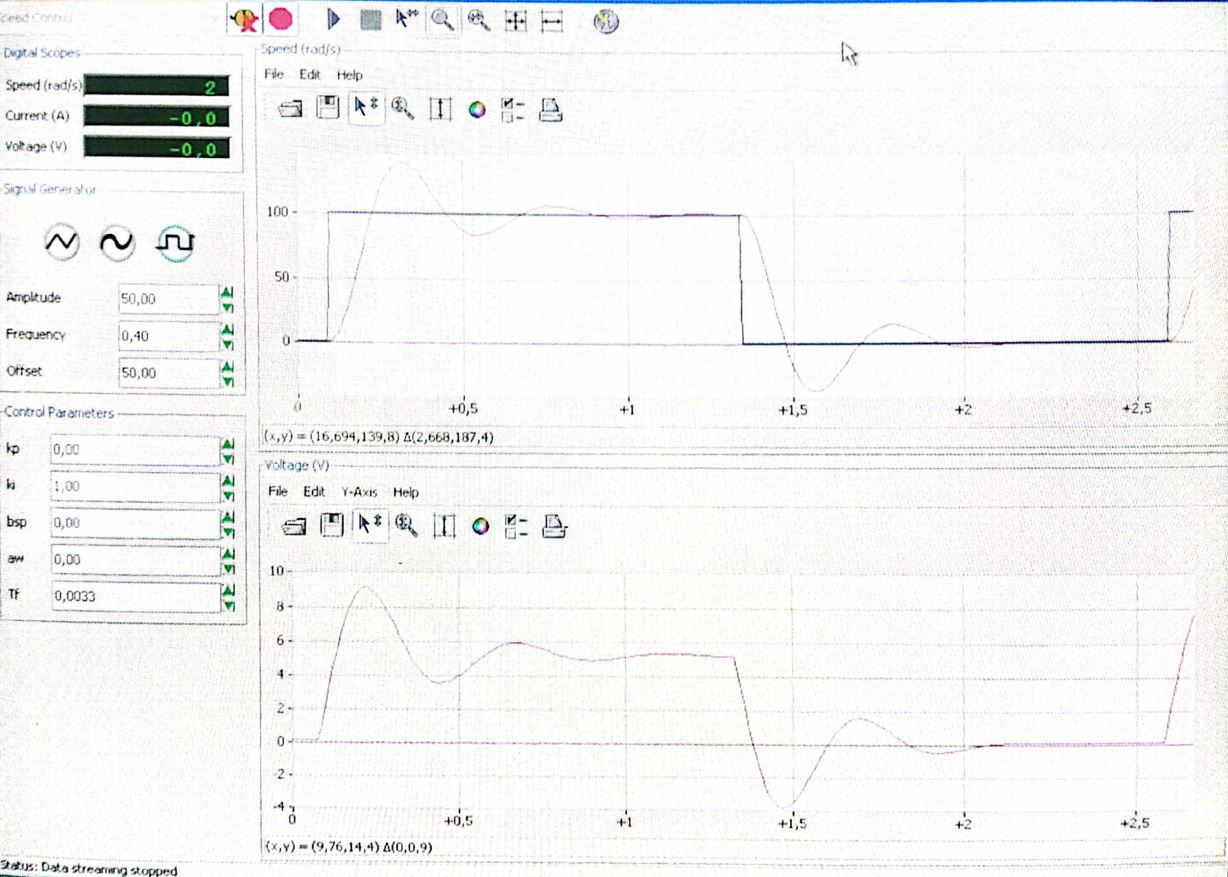 Speed Control
Digital Scopes
Speed (rad/s) 2
Current (A) -0,0
Voltage (V) -0,0
Signal Generator
Amplitude 50,00
Frequency 0,40
Offset 50,00
Control Parameters
kp 0,00
ki 1,00
bsp 0,00
aw 0,00
Tf 0,0033
Speed (rad/s)
File Edit Help
100
50
0
0 +0,5 +1 +1,5 +2 +2,5
(x,y) = (16,694,139,8) Δ(2,668,187,4)
Voltage (V)
File Edit Y-Axis Help
10
8
6
4
2
0
-2
-4
0 +0,5 +1 +1,5 +2 +2,5
(x,y) = (9,76,14,4) Δ(0,0,9)
Status: Data streaming stopped